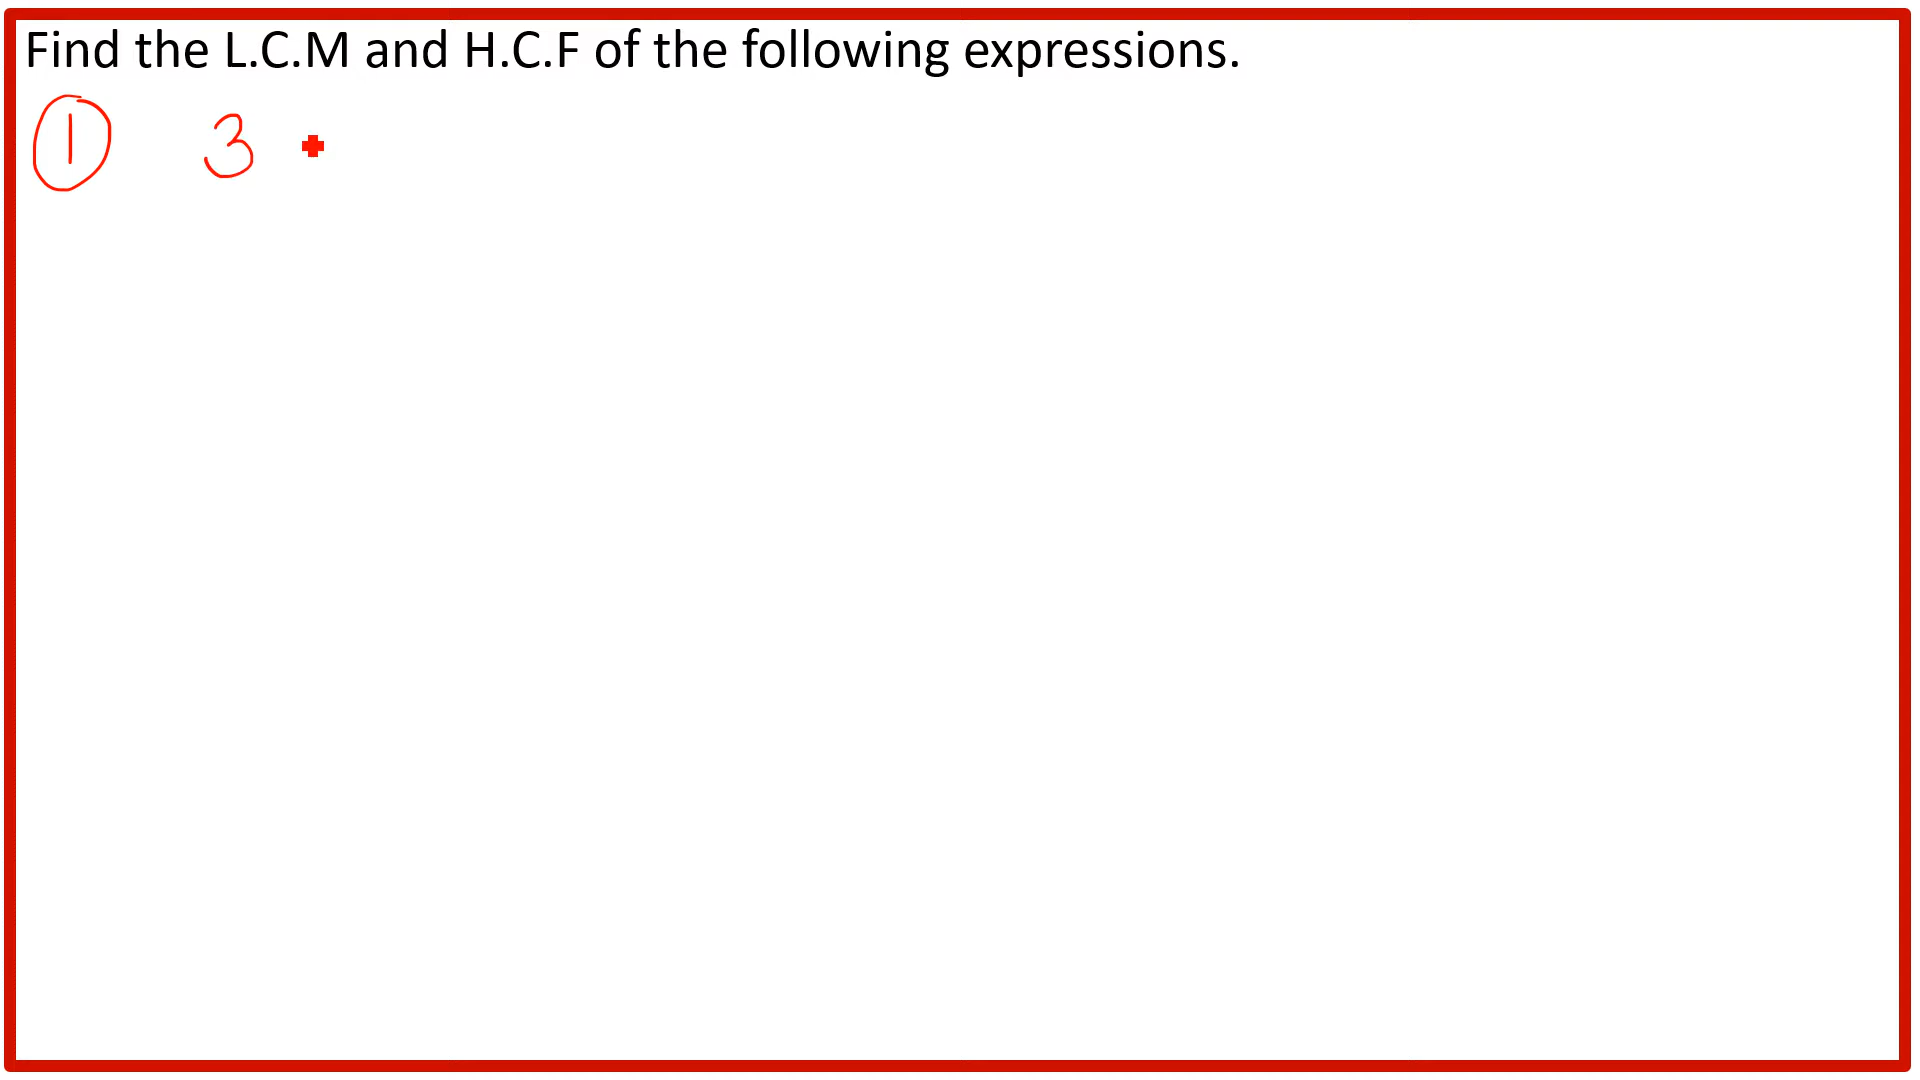 Find the L.C.M and H.C.F of the following expressions.
① 3